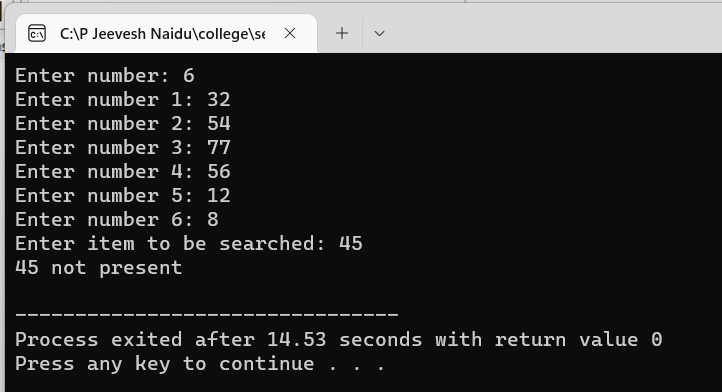 C:\P Jeevesh Naidu\college\se
Enter number: 6
Enter number 1: 32
Enter number 2: 54
Enter number 3: 77
Enter number 4: 56
Enter number 5: 12
Enter number 6: 8
Enter item to be searched: 45
45 not present
--------------------------------
Process exited after 14.53 seconds with return value 0
Press any key to continue . . .